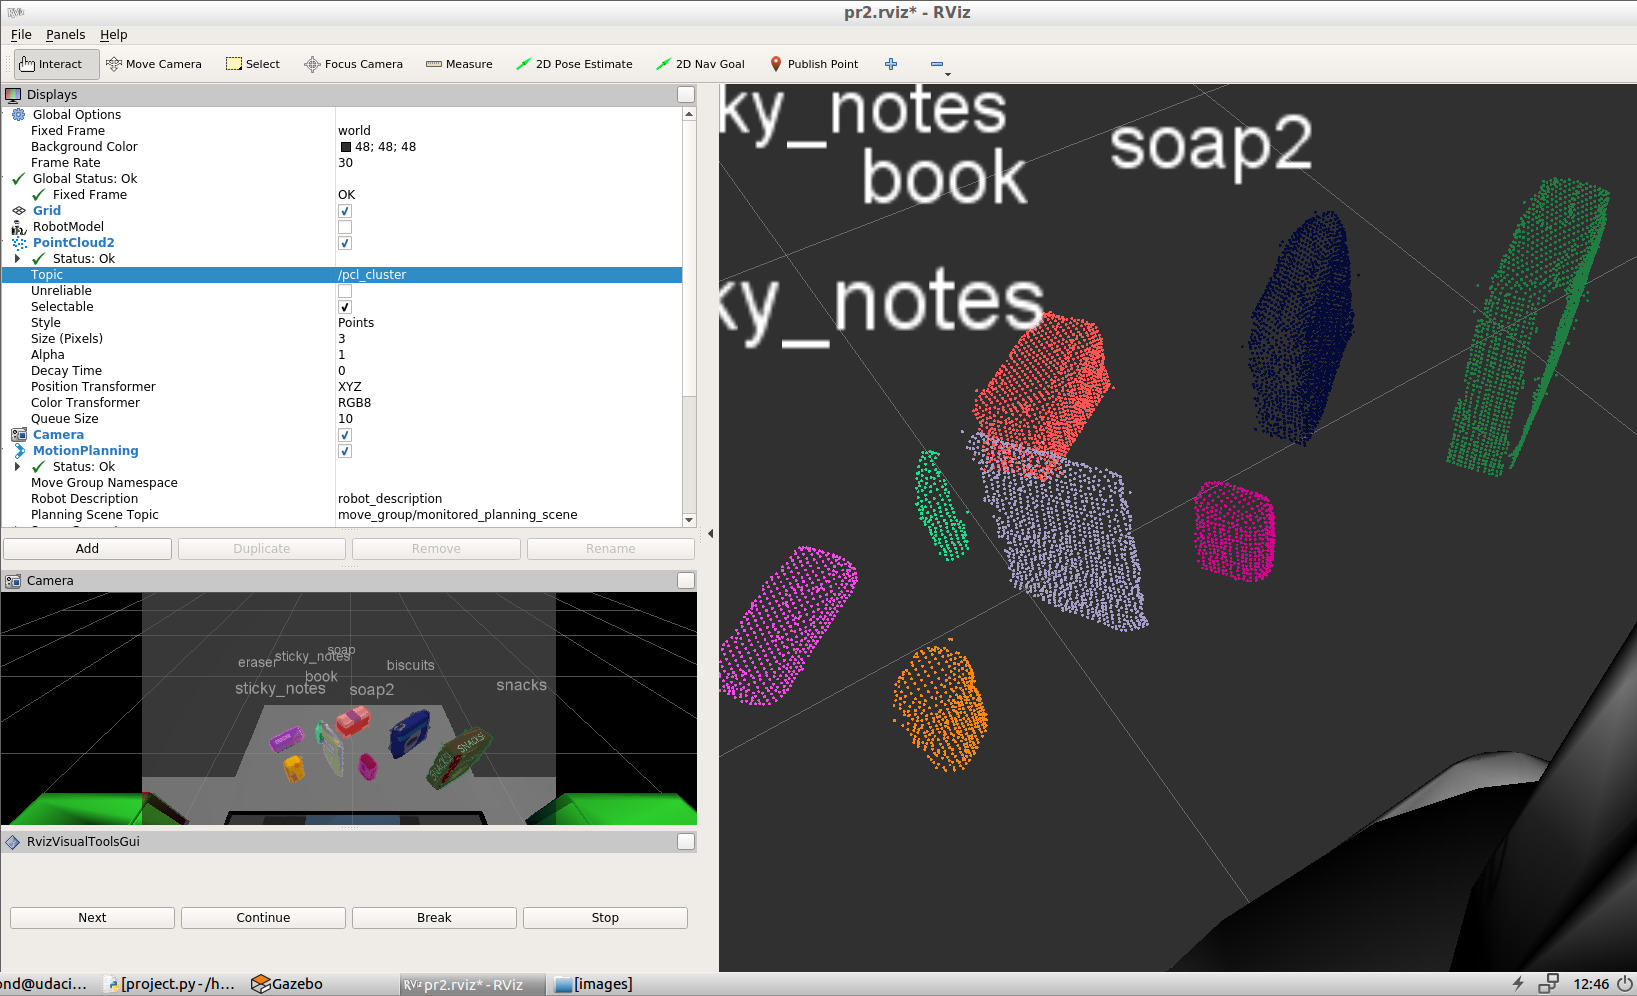 RViz
pr2.rviz* - RViz
File Panels Help
Interact Move Camera Select Focus Camera Measure 2D Pose Estimate 2D Nav Goal Publish Point
Displays
Global Options
Fixed Frame world
Background Color 48; 48; 48
Frame Rate 30
Global Status: Ok
Fixed Frame OK
Grid
RobotModel
PointCloud2
Status: Ok
Topic /pcl_cluster
Unreliable
Selectable
Style Points
Size (Pixels) 3
Alpha 1
Decay Time 0
Position Transformer XYZ
Color Transformer RGB8
Queue Size 10
Camera
MotionPlanning
Status: Ok
Move Group Namespace
Robot Description robot_description
Planning Scene Topic move_group/monitored_planning_scene
Add Duplicate Remove Rename
Camera
soap
sticky_notes
eraser
biscuits
book
sticky_notes
soap2
snacks
SNACKS
RvizVisualToolsGui
Next Continue Break Stop
ky_notes
soap2
book
ky_notes
ond@udaci... [project.py - /h... Gazebo RViz pr2.rviz* - RViz [images] 12:46